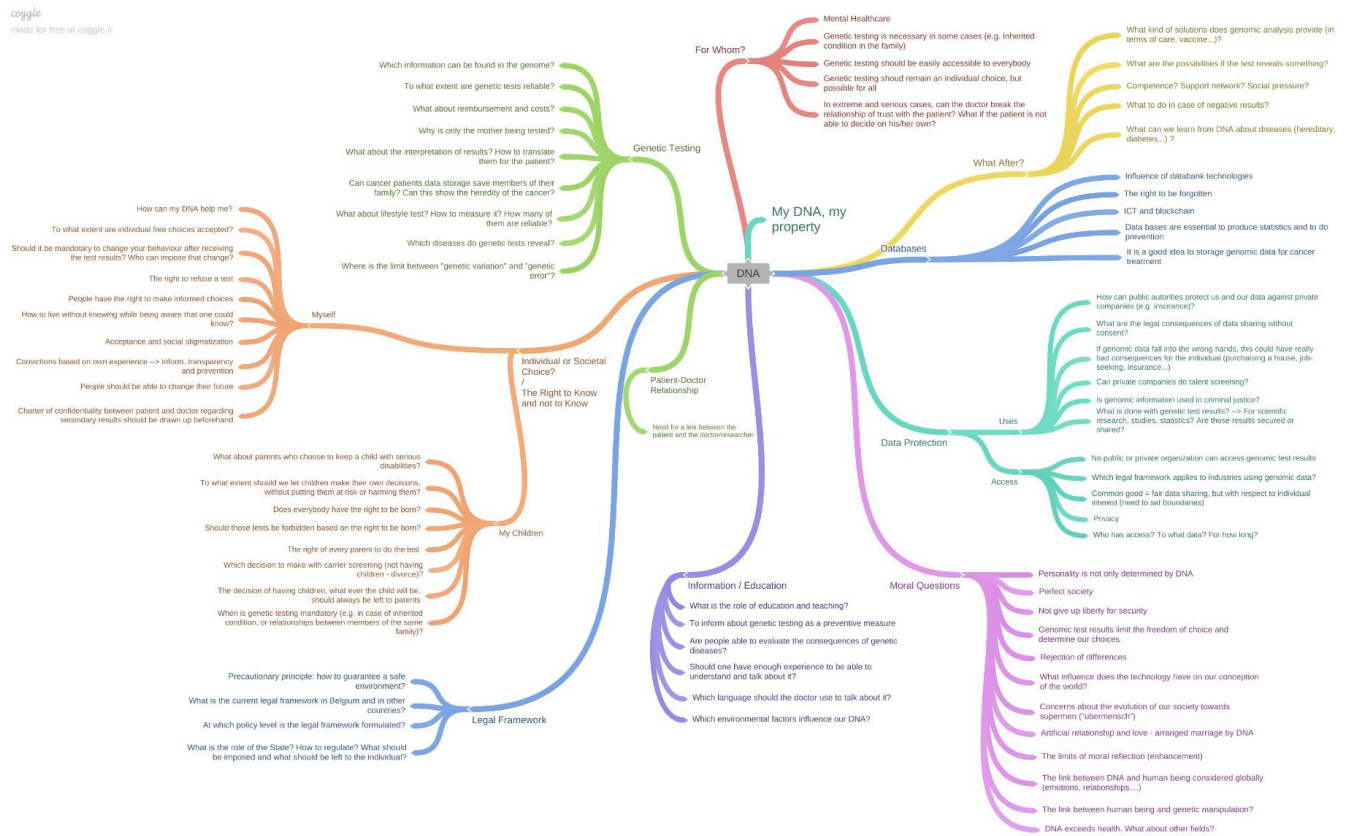 coggle
made for free at coggle.it
DNA
For Whom?
Mental Healthcare
Genetic testing is necessary in some cases (e.g. inherited
condition in the family)
Genetic testing should be easily accessible to everybody
Genetic testing shoud remain an individual choice, but
possible for all
In extreme and serious cases, can the doctor break the
relationship of trust with the patient? What if the patient is not
able to decide on his/her own?
My DNA, my
property
What After?
What kind of solutions does genomic analysis provide (in
terms of care, vaccine...)?
What are the possibilities if the test reveals something?
Competence? Support network? Social pressure?
What to do in case of negative results?
What can we learn from DNA about diseases (hereditary,
diabetes...) ?
Databases
Influence of databank technologies
The right to be forgotten
ICT and blockchain
Data bases are essential to produce statistics and to do
prevention
It is a good idea to storage genomic data for cancer
treatment
Data Protection
Uses
How can public autorities protect us and our data against private
companies (e.g. insurance)?
What are the legal consequences of data sharing without
consent?
If genomic data fall into the wrong hands, this could have really
bad consequences for the individual (purchaising a house, job-
seeking, insurance...)
Can private companies do talent screening?
Is genomic information used in criminal justice?
What is done with genetic test results? --> For scientific
research, studies, statistics? Are those results secured or
shared?
Access
No public or private organization can access genomic test results
Which legal framework applies to industries using genomic data?
Common good = fair data sharing, but with respect to individual
interest (need to set boundaries)
Privacy
Who has access? To what data? For how long?
Moral Questions
Personality is not only determined by DNA
Perfect society
Not give up liberty for security
Genomic test results limit the freedom of choice and
determine our choices
Rejection of differences
What influence does the technology have on our conception
of the world?
Concerns about the evolution of our society towards
supermen ("ubermensch")
Artificial relationship and love - arranged marriage by DNA
The limits of moral reflection (enhancement)
The link between DNA and human being considered globally
(emotions, relationships....)
The link between human being and genetic manipulation?
DNA exceeds health. What about other fields?
Genetic Testing
Which information can be found in the genome?
To what extent are genetic tests reliable?
What about reimbursement and costs?
Why is only the mother being tested?
What about the interpretation of results? How to translate
them for the patient?
Can cancer patients data storage save members of their
family? Can this show the heredity of the cancer?
What about lifestyle test? How to measure it? How many of
them are reliable?
Which diseases do genetic tests reveal?
Where is the limit between "genetic variation" and "genetic
error"?
Patient-Doctor
Relationship
Need for a link between the
patient and the doctor/researcher
Individual or Societal
Choice?
/
The Right to Know
and not to Know
Myself
How can my DNA help me?
To what extent are individual free choices accepted?
Should it be mandotary to change your behaviour after receiving
the test results? Who can impose that change?
The right to refuse a test
People have the right to make informed choices
How to live without knowing while being aware that one could
know?
Acceptance and social stigmatization
Convictions based on own experience --> Inform, transparency
and prevention
People should be able to change their future
Charter of confidentiality between patient and doctor regarding
secondary results should be drawn up beforehand
My Children
What about parents who choose to keep a child with serious
disabilities?
To what extent should we let children make their own decisions,
without putting them at risk or harming them?
Does everybody have the right to be born?
Should those tests be forbidden based on the right to be born?
The right of every parent to do the test
Which decision to make with carrier screening (not having
children - divorce)?
The decision of having children, what ever the child will be,
should always be left to parents
When is genetic testing mandatory (e.g. in case of inherited
condition, or relationships between members of the same
family)?
Legal Framework
Precautionary principle: how to guarantee a safe
environment?
What is the current legal framework in Belgium and in other
countries?
At which policy level is the legal framework formulated?
What is the role of the State? How to regulate? What should
be imposed and what should be left to the individual?
Information / Education
What is the role of education and teaching?
To inform about genetic testing as a preventive measure
Are people able to evaluate the consequences of genetic
diseases?
Should one have enough experience to be able to
understand and talk about it?
Which language should the doctor use to talk about it?
Which environmental factors influence our DNA?